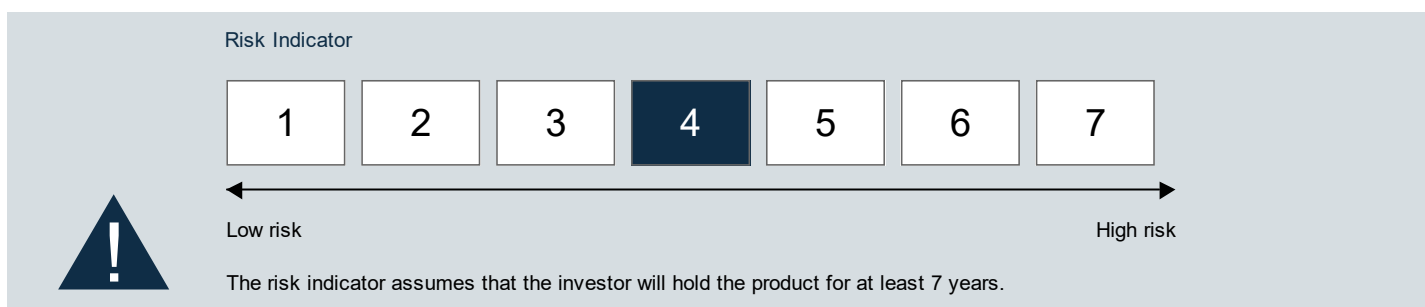 Risk Indicator
1 2 3 4 5 6 7
Low risk High risk
!
The risk indicator assumes that the investor will hold the product for at least 7 years.